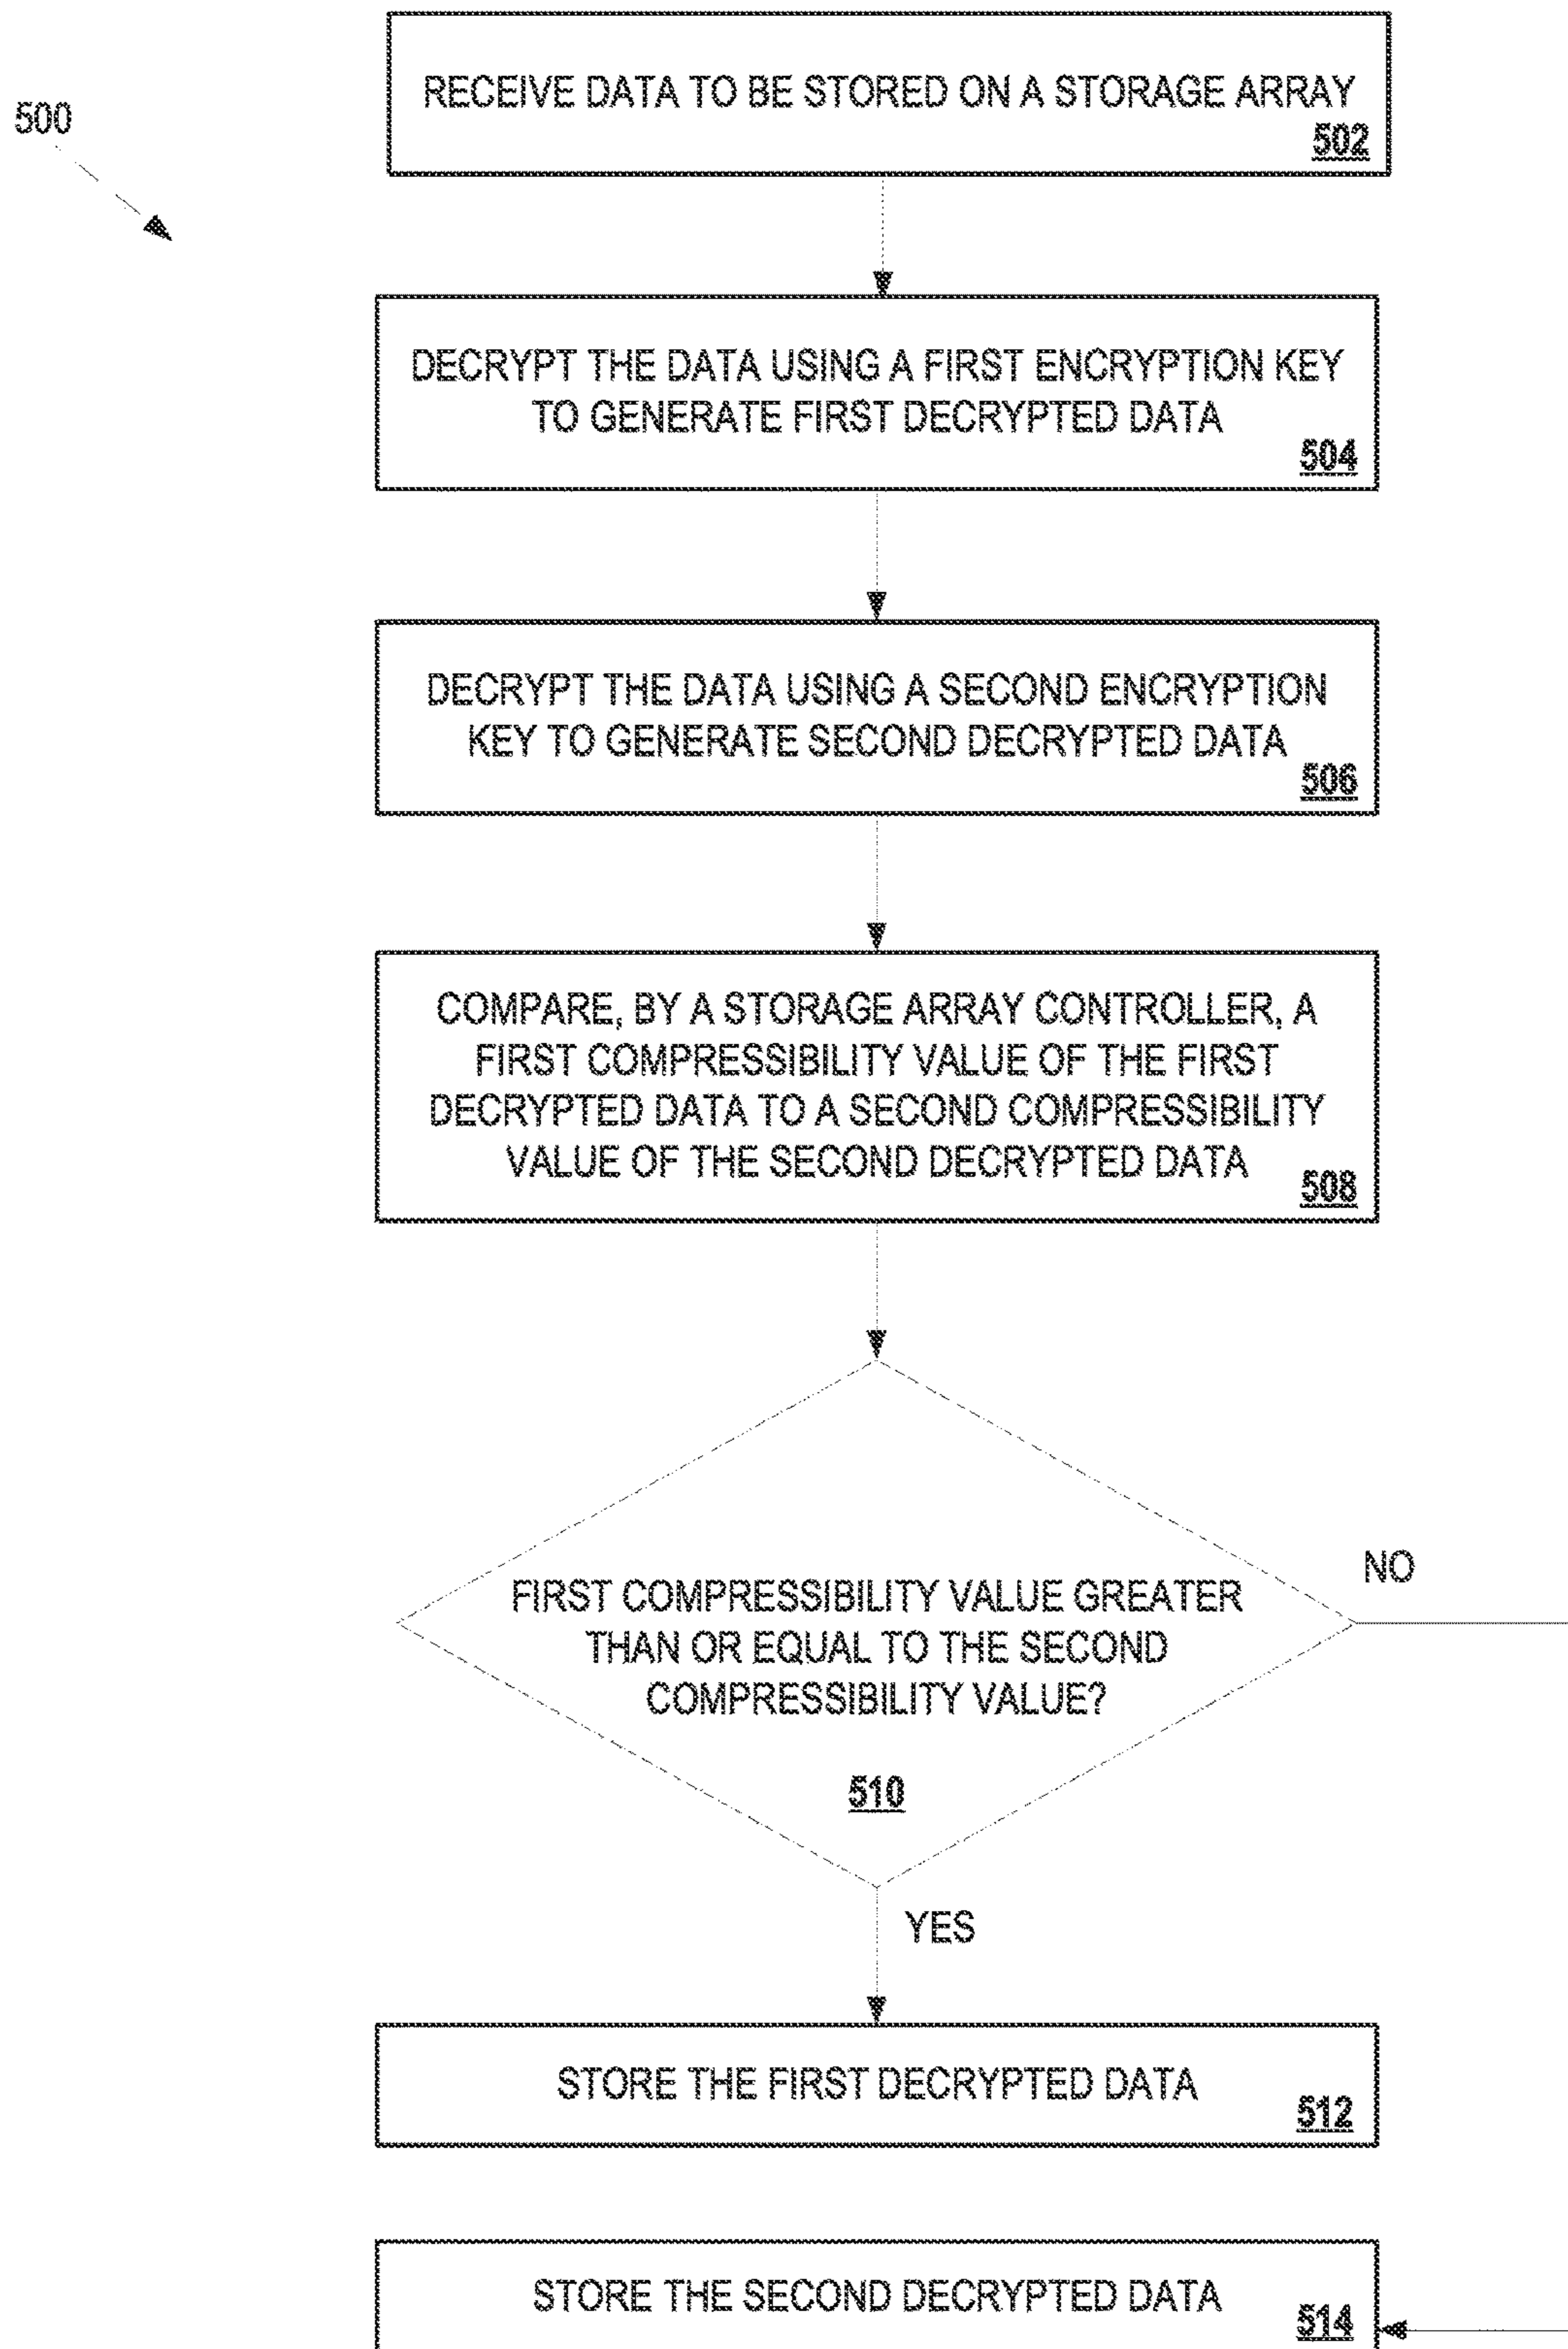 500
RECEIVE DATA TO BE STORED ON A STORAGE ARRAY
502
DECRYPT THE DATA USING A FIRST ENCRYPTION KEY
TO GENERATE FIRST DECRYPTED DATA
504
DECRYPT THE DATA USING A SECOND ENCRYPTION
KEY TO GENERATE SECOND DECRYPTED DATA
506
COMPARE, BY A STORAGE ARRAY CONTROLLER, A
FIRST COMPRESSIBILITY VALUE OF THE FIRST
DECRYPTED DATA TO A SECOND COMPRESSIBILITY
VALUE OF THE SECOND DECRYPTED DATA
508
NO
FIRST COMPRESSIBILITY VALUE GREATER
THAN OR EQUAL TO THE SECOND
COMPRESSIBILITY VALUE?
510
YES
STORE THE FIRST DECRYPTED DATA
512
STORE THE SECOND DECRYPTED DATA
514